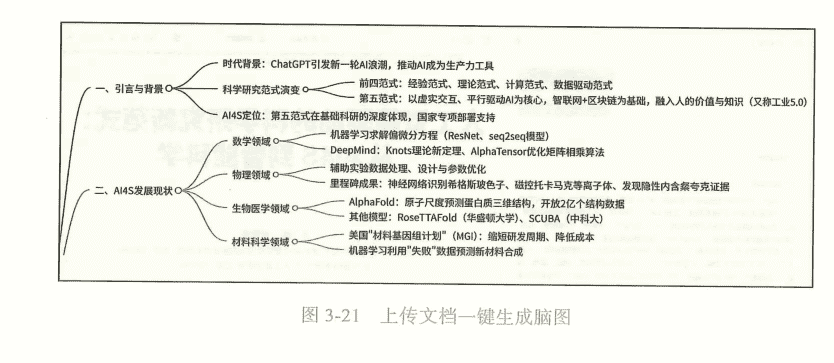 一、引言与背景
时代背景：ChatGPT引发新一轮AI浪潮，推动AI成为生产力工具
科学研究范式演变
前四范式：经验范式、理论范式、计算范式、数据驱动范式
第五范式：以虚实交互、平行驱动AI为核心，智联网+区块链为基础，融入人的价值与知识（又称工业5.0）
AI4S定位：第五范式在基础科研的深度体现，国家专项部署支持
二、AI4S发展现状
数学领域
机器学习求解偏微分方程（ResNet、seq2seq模型）
DeepMind：Knots理论新定理、AlphaTensor优化矩阵相乘算法
物理领域
辅助实验数据处理、设计与参数优化
里程碑成果：神经网络识别希格斯玻色子、磁控托卡马克等离子体、发现隐性内含粲夸克证据
生物医学领域
AlphaFold：原子尺度预测蛋白质三维结构，开放2亿个结构数据
其他模型：RoseTTAFold（华盛顿大学）、SCUBA（中科大）
材料科学领域
美国"材料基因组计划"（MGI）：缩短研发周期、降低成本
机器学习利用"失败"数据预测新材料合成
图 3-21 上传文档一键生成脑图